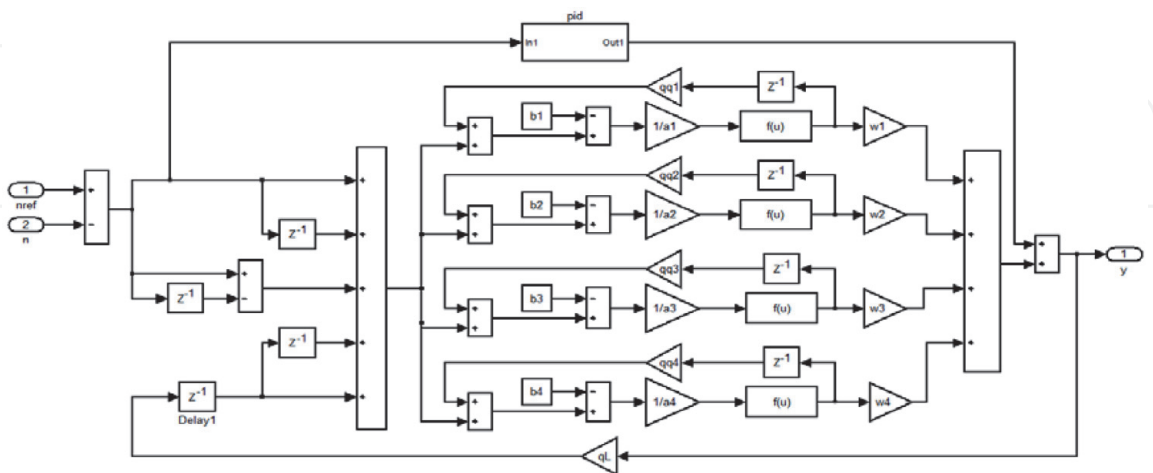 pid
In1 Out1
qq1
Z-1
b1
1/a1
f(u)
w1
+
+
-
+
1
nref
2
n
+
-
qq2
Z-1
b2
1/a2
f(u)
w2
+
+
-
+
Z-1
+
+
+
+
+
Z-1
+
-
qq3
Z-1
b3
1/a3
f(u)
w3
+
+
-
+
+
+
+
+
+
+
1
y
Z-1
qq4
Z-1
b4
1/a4
f(u)
w4
+
+
-
+
Z-1
Delay1
qL